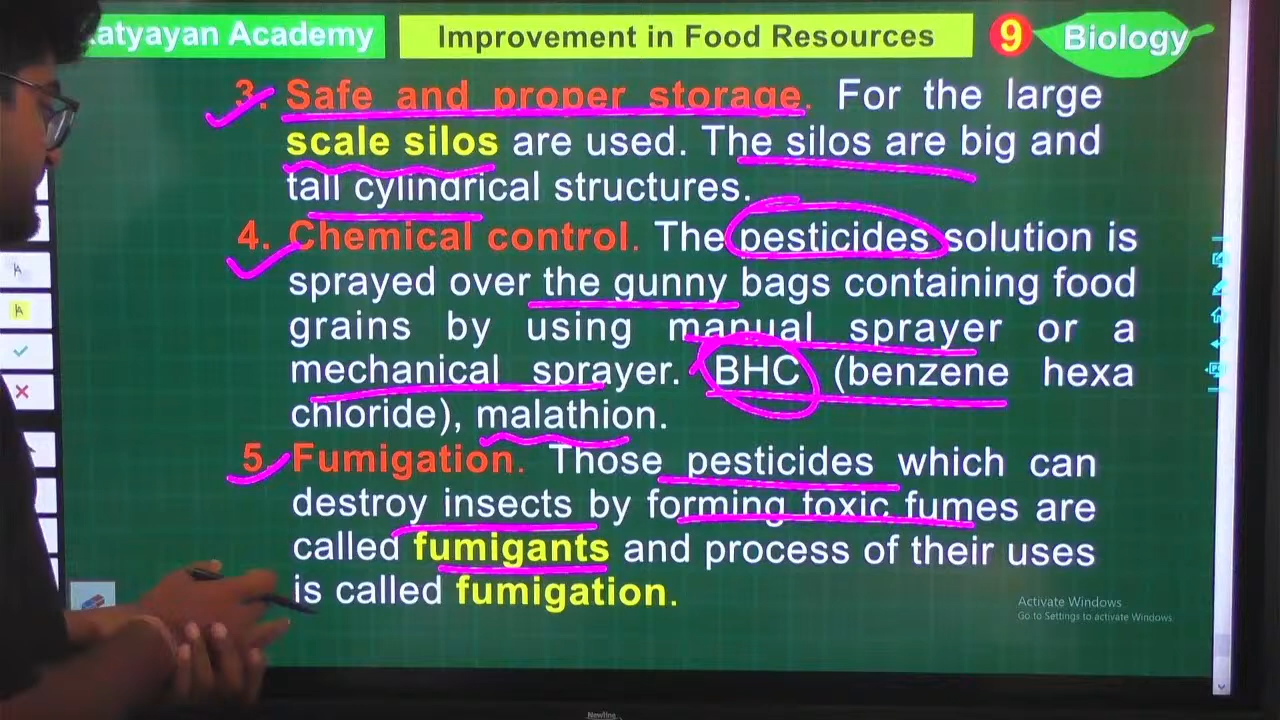 atyayan Academy
Improvement in Food Resources
9
Biology
3. Safe and proper storage. For the large
scale silos are used. The silos are big and
tall cylindrical structures.
4. Chemical control. The pesticides solution is
sprayed over the gunny bags containing food
grains by using manual sprayer or a
mechanical sprayer. BHC (benzene hexa
chloride), malathion.
5. Fumigation. Those pesticides which can
destroy insects by forming toxic fumes are
called fumigants and process of their uses
is called fumigation.
Activate Windows
Go to Settings to activate Windows.
Newline